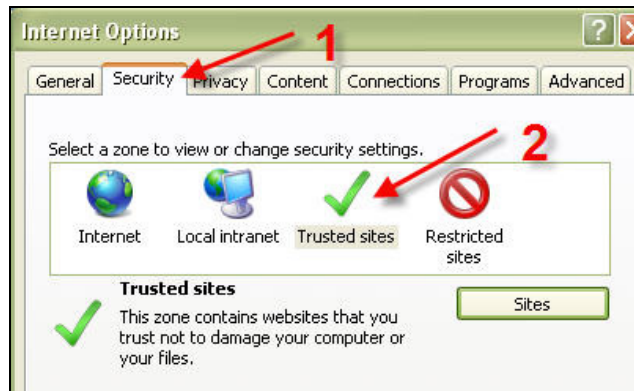 Internet Options
1
General Security Privacy Content Connections Programs Advanced
Select a zone to view or change security settings.
2
Internet Local intranet Trusted sites Restricted
sites
Trusted sites
Sites
This zone contains websites that you
trust not to damage your computer or
your files.